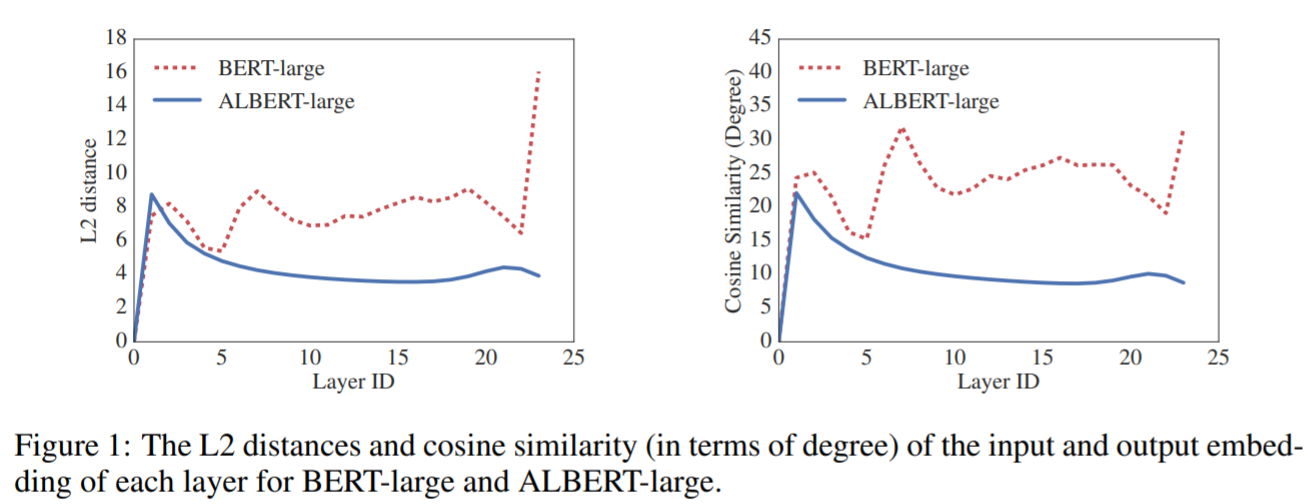 L2 distance
18
16
14
12
10
8
6
4
2
0
BERT-large
ALBERT-large
0 5 10 15 20 25
Layer ID
Cosine Similarity (Degree)
45
40
35
30
25
20
15
10
5
0
BERT-large
ALBERT-large
0 5 10 15 20 25
Layer ID
Figure 1: The L2 distances and cosine similarity (in terms of degree) of the input and output embed-
ding of each layer for BERT-large and ALBERT-large.